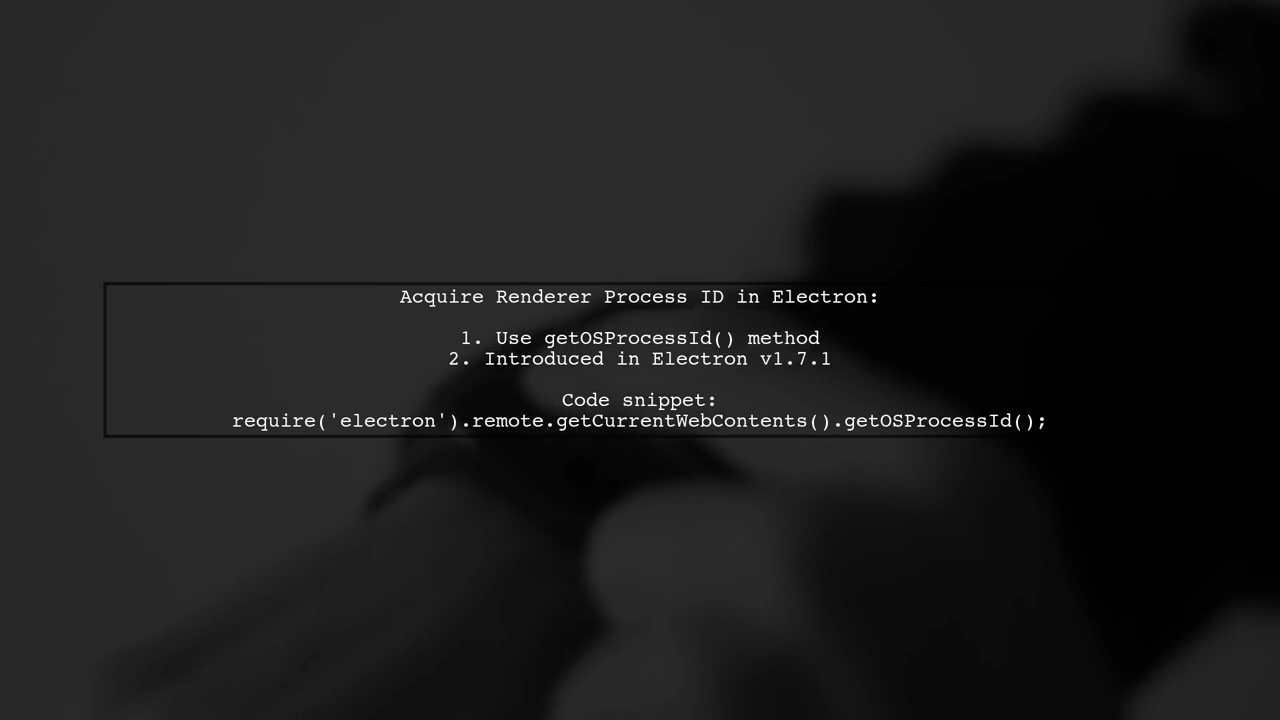 Acquire Renderer Process ID in Electron:
1. Use getOSProcessId() method
2. Introduced in Electron v1.7.1
Code snippet:
require('electron').remote.getCurrentWebContents().getOSProcessId();